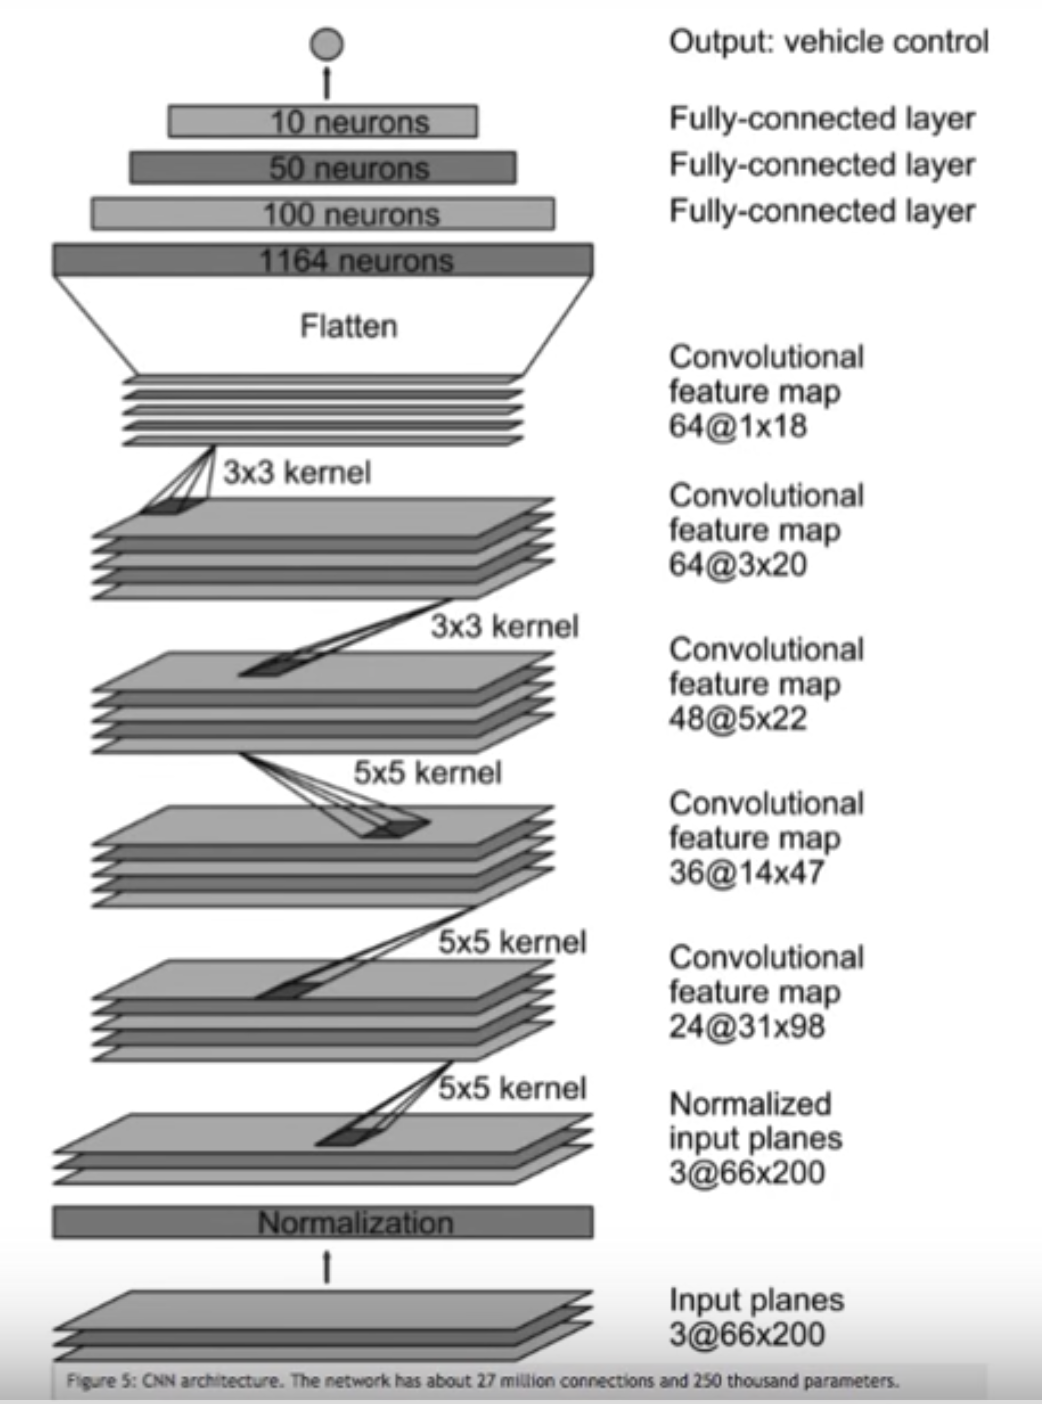 Output: vehicle control
10 neurons
Fully-connected layer
50 neurons
Fully-connected layer
100 neurons
Fully-connected layer
1164 neurons
Flatten
Convolutional
feature map
64@1x18
3x3 kernel
Convolutional
feature map
64@3x20
3x3 kernel
Convolutional
feature map
48@5x22
5x5 kernel
Convolutional
feature map
36@14x47
5x5 kernel
Convolutional
feature map
24@31x98
5x5 kernel
Normalized
input planes
3@66x200
Normalization
Input planes
3@66x200
Figure 5: CNN architecture. The network has about 27 million connections and 250 thousand parameters.